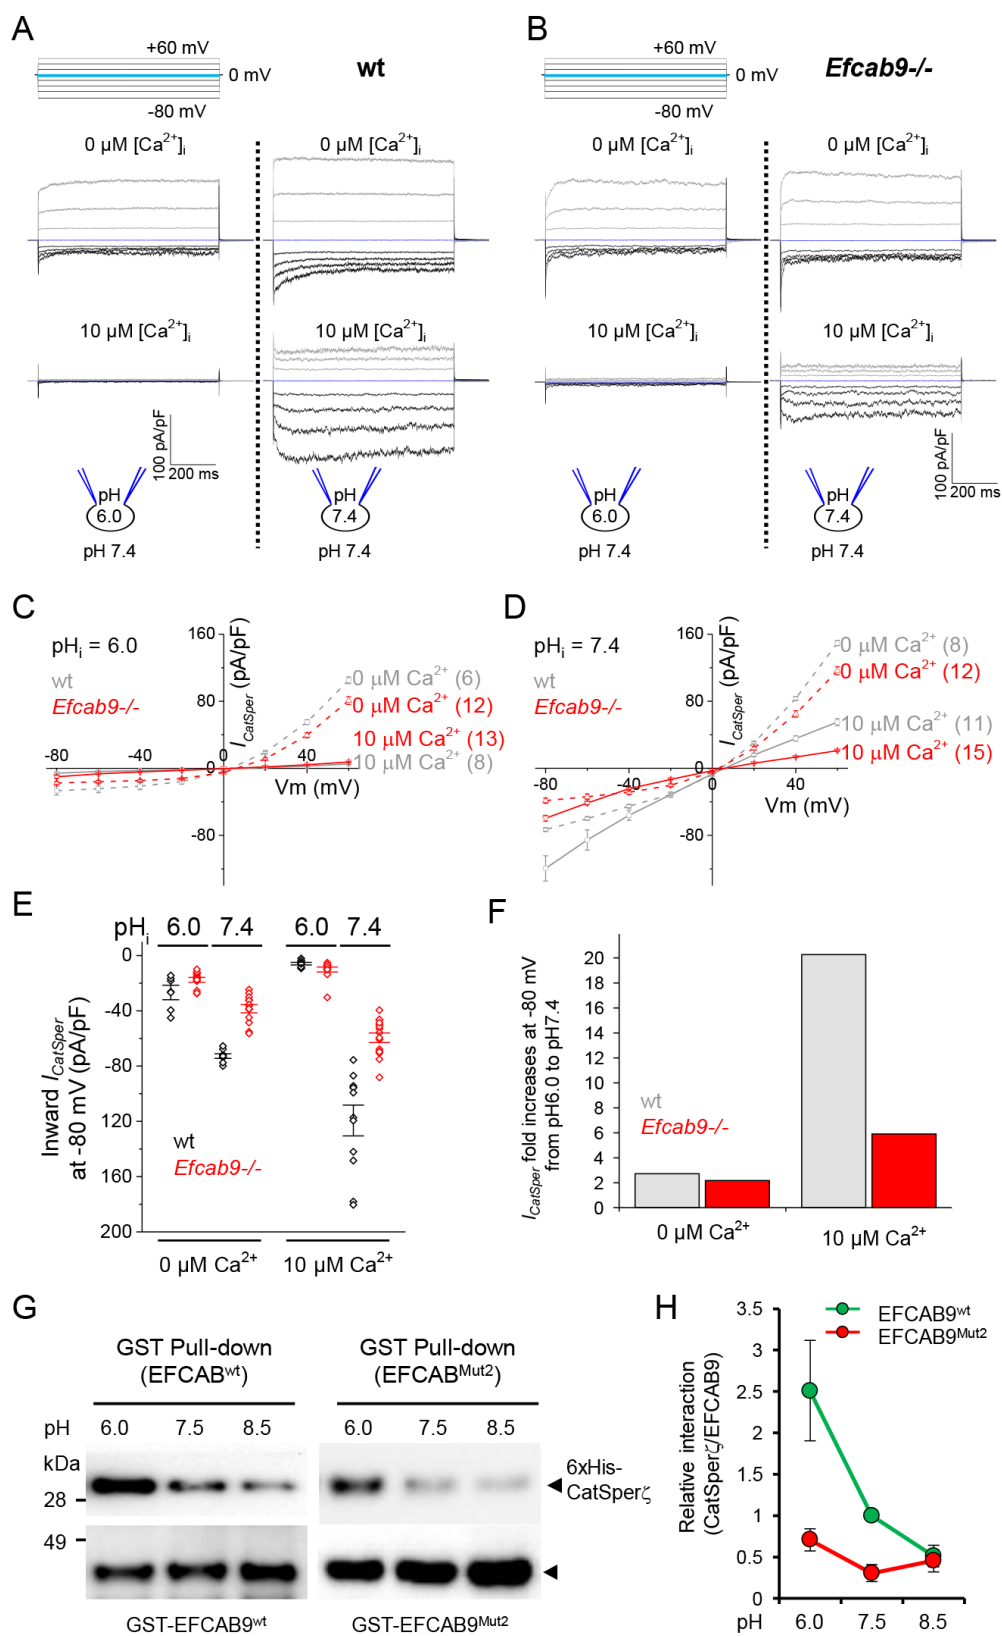 A
+60 mV
wt
0 mV
-80 mV
0 µM [Ca²⁺]ᵢ
0 µM [Ca²⁺]ᵢ
10 µM [Ca²⁺]ᵢ
10 µM [Ca²⁺]ᵢ
100 pA/pF
200 ms
pH
6.0
pH 7.4
pH
7.4
pH 7.4
B
+60 mV
Efcab9-/-
0 mV
-80 mV
0 µM [Ca²⁺]ᵢ
0 µM [Ca²⁺]ᵢ
10 µM [Ca²⁺]ᵢ
10 µM [Ca²⁺]ᵢ
100 pA/pF
200 ms
pH
6.0
pH 7.4
pH
7.4
pH 7.4
C
pHᵢ = 6.0
wt
Efcab9-/-
I_CatSper (pA/pF)
160
80
0
-80
-80
-40
0
40
Vm (mV)
0 µM Ca²⁺ (6)
0 µM Ca²⁺ (12)
10 µM Ca²⁺ (13)
10 µM Ca²⁺ (8)
D
pHᵢ = 7.4
wt
Efcab9-/-
I_CatSper (pA/pF)
160
80
0
-80
-80
-40
0
40
Vm (mV)
0 µM Ca²⁺ (8)
0 µM Ca²⁺ (12)
10 µM Ca²⁺ (11)
10 µM Ca²⁺ (15)
E
pHᵢ 6.0 7.4 6.0 7.4
Inward I_CatSper
at -80 mV (pA/pF)
0
-40
-80
120
160
200
wt
Efcab9-/-
0 µM Ca²⁺
10 µM Ca²⁺
F
I_CatSper fold increases at -80 mV
from pH6.0 to pH7.4
20
18
16
14
12
10
8
6
4
2
0
wt
Efcab9-/-
0 µM Ca²⁺
10 µM Ca²⁺
G
GST Pull-down
(EFCABʷᵗ)
GST Pull-down
(EFCABᴹᵘᵗ²)
pH 6.0 7.5 8.5
6.0 7.5 8.5
kDa
28
49
6xHis-
CatSperζ
GST-EFCAB9ʷᵗ
GST-EFCAB9ᴹᵘᵗ²
H
EFCAB9ʷᵗ
EFCAB9ᴹᵘᵗ²
Relative interaction
(CatSperζ/EFCAB9)
3.5
3
2.5
2
1.5
1
0.5
0
pH 6.0 7.5 8.5